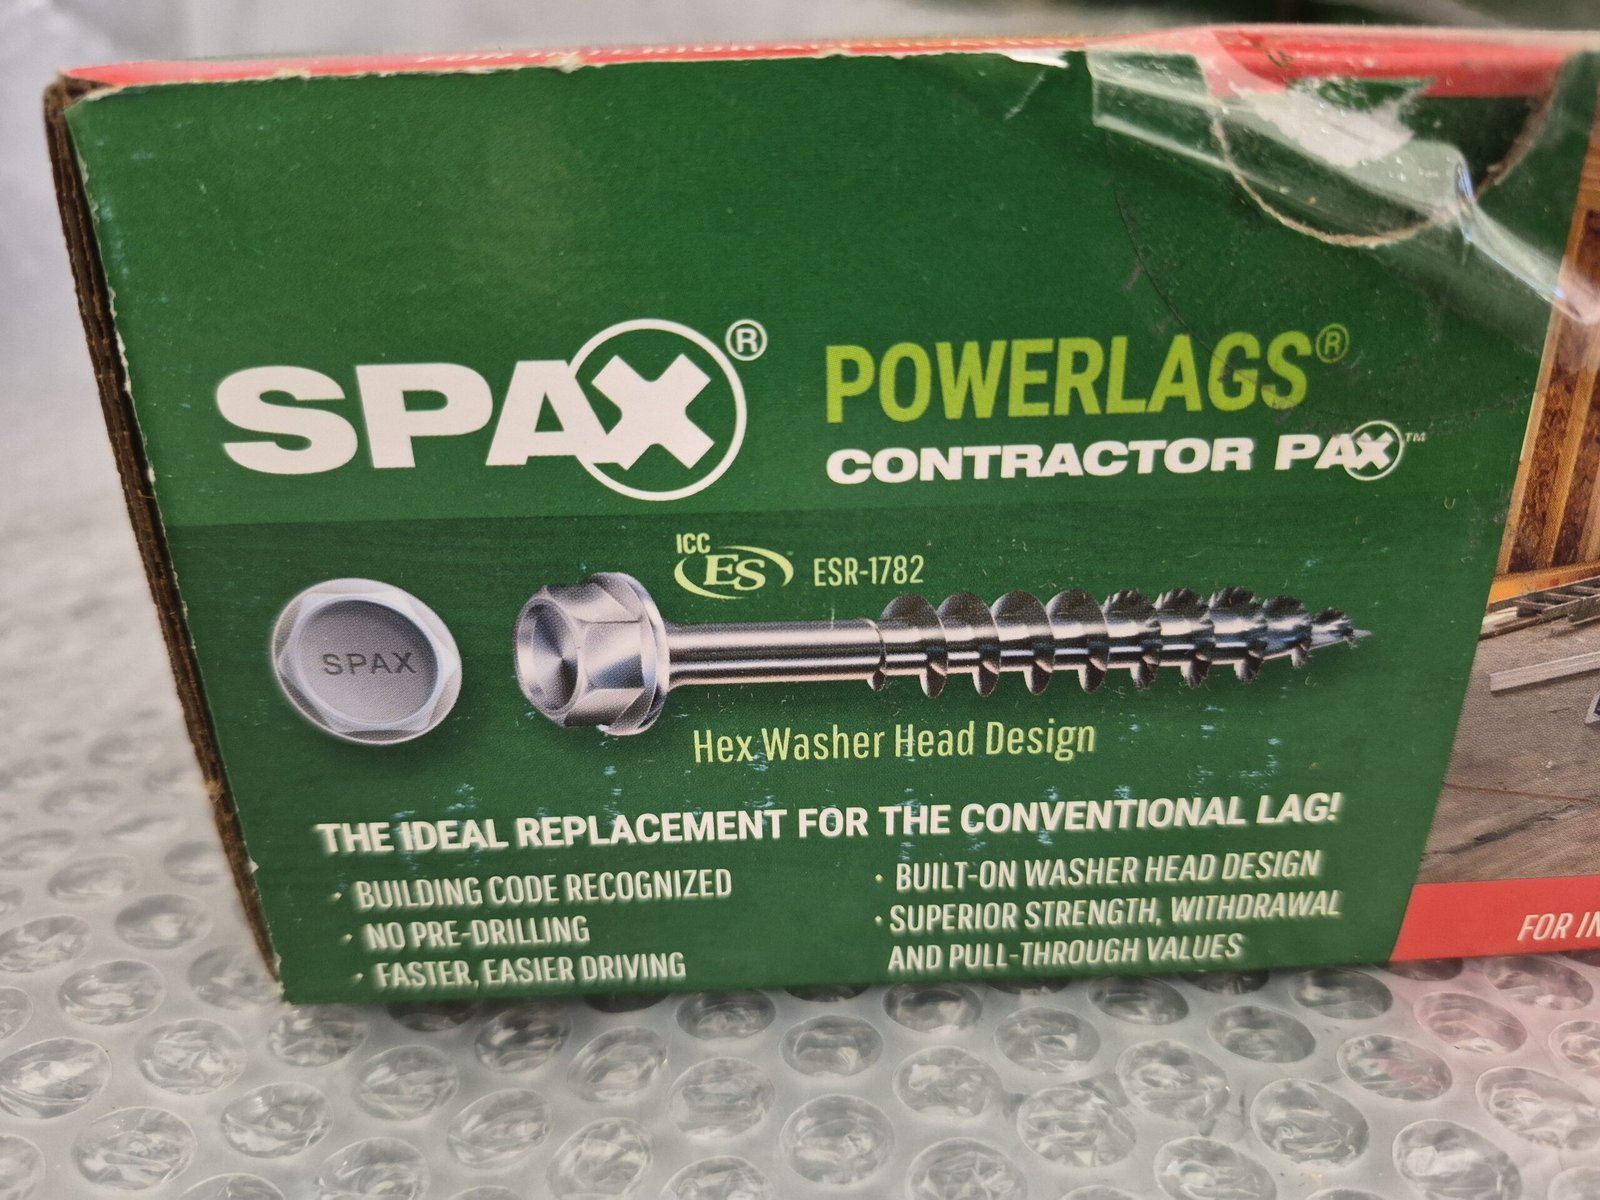 SPAX®
POWERLAGS®
CONTRACTOR PAX™
ICC
ES ESR-1782
SPAX
Hex Washer Head Design
THE IDEAL REPLACEMENT FOR THE CONVENTIONAL LAG!
· BUILDING CODE RECOGNIZED
· NO PRE-DRILLING
· FASTER, EASIER DRIVING
· BUILT-ON WASHER HEAD DESIGN
· SUPERIOR STRENGTH, WITHDRAWAL
AND PULL-THROUGH VALUES
FOR